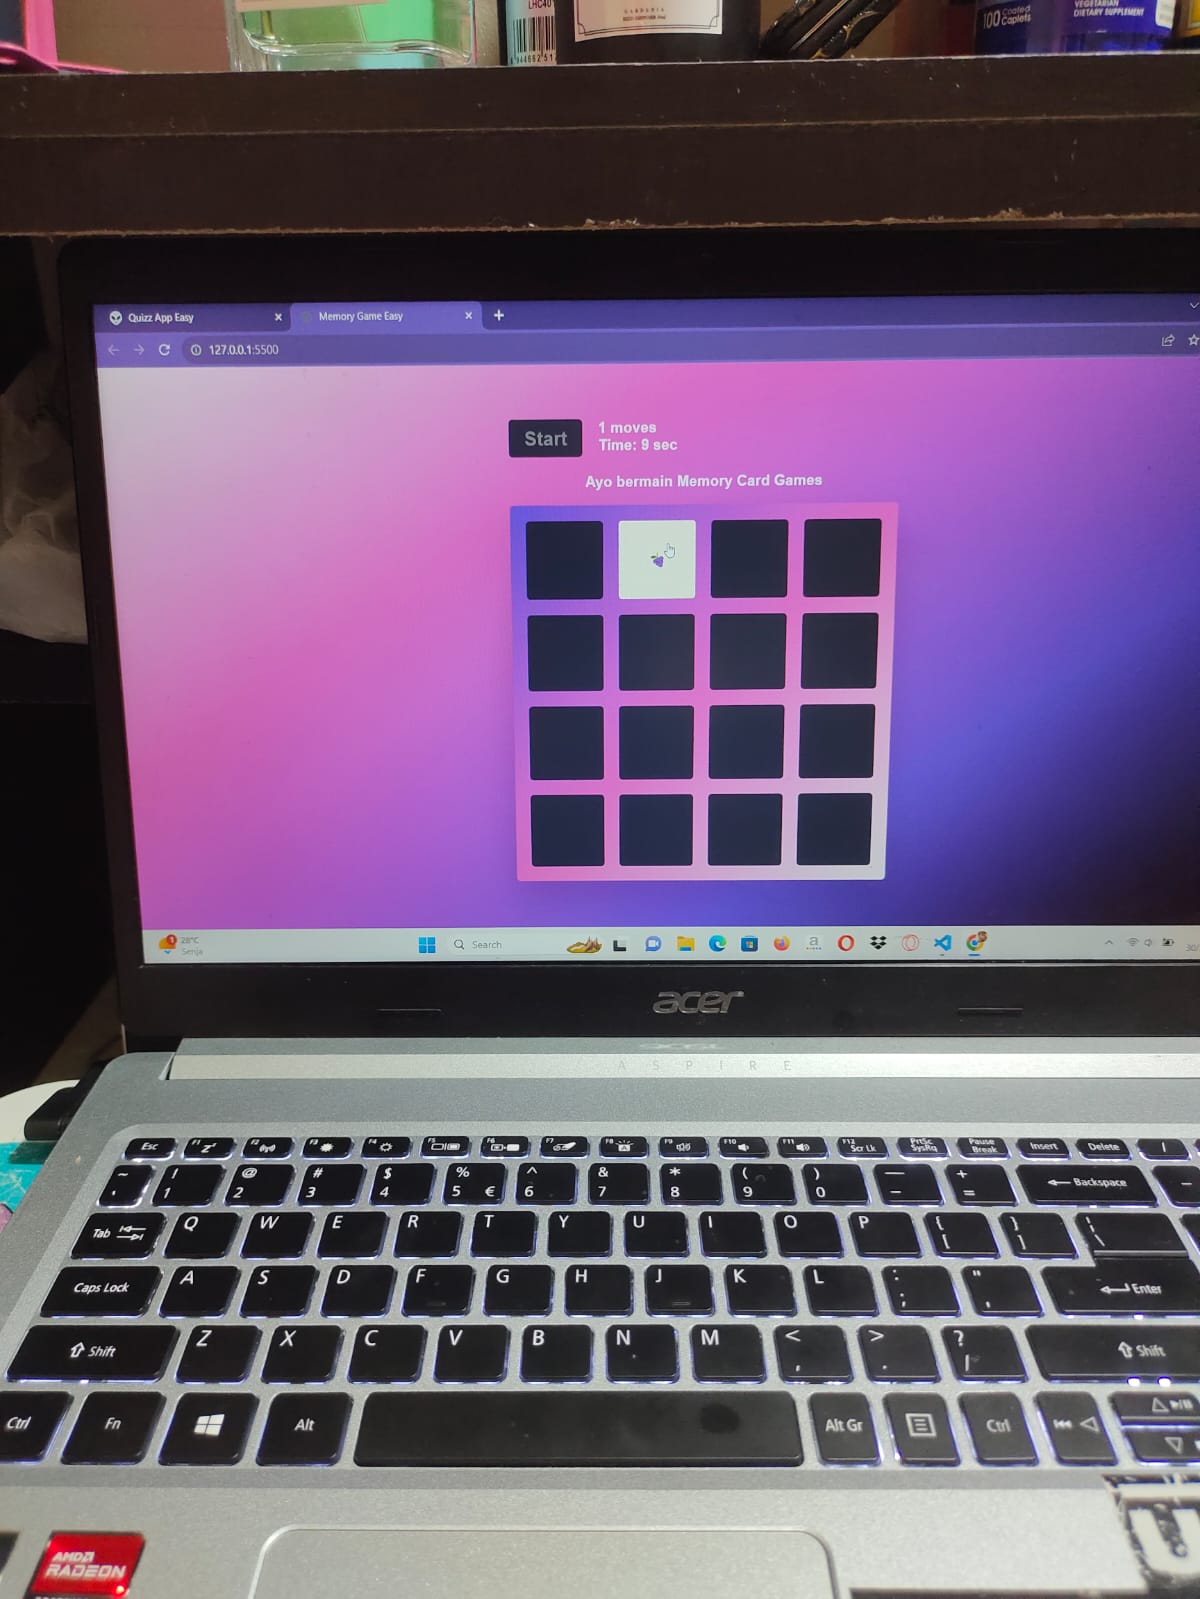 LHC40
GARDENIA
100 Coated Caplets
VEGETARIAN
DIETARY SUPPLEMENT
Quizz App Easy
Memory Game Easy
127.0.0.1:5500
Start
1 moves
Time: 9 sec
Ayo bermain Memory Card Games
28°C
Senja
Search
30/
acer
ASPIRE
Esc F1 F2 F3 F4 F5 F6 F7 F8 F9 F10 F11 F12 Scr Lk PrtSc SysRq Pause Break Insert Delete
~ ! @ # $ % ^ & * ( ) — +
1 2 3 4 5 € 6 7 8 9 0 - = Backspace
Tab Q W E R T Y U I O P { [ } ] | \
Caps Lock A S D F G H J K L : ; " ' Enter
Shift Z X C V B N M < , > . ? / Shift
Ctrl Fn Alt Alt Gr Ctrl
AMD
RADEON
U